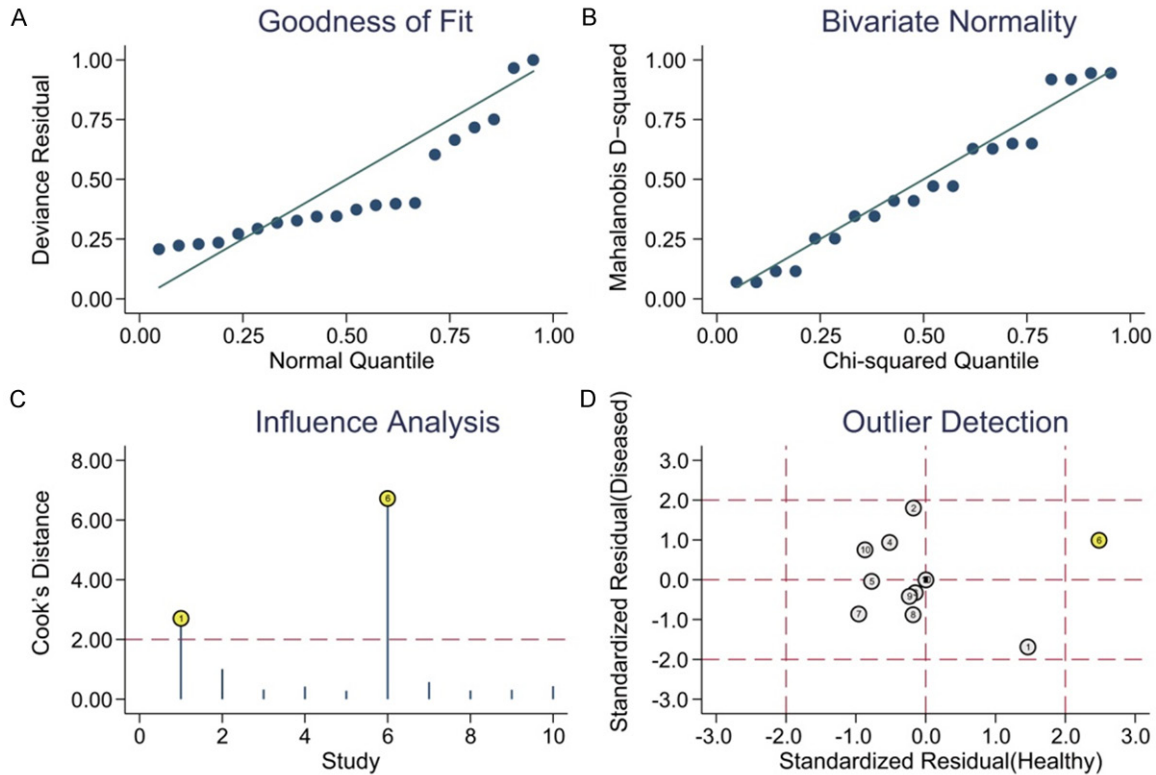 A
Goodness of Fit
Deviance Residual
1.00
0.75
0.50
0.25
0.00
0.00 0.25 0.50 0.75 1.00
Normal Quantile
B
Bivariate Normality
Mahalanobis D−squared
1.00
0.75
0.50
0.25
0.00
0.00 0.25 0.50 0.75 1.00
Chi-squared Quantile
C
Influence Analysis
Cook's Distance
8.00
6.00
4.00
2.00
0.00
1
6
0 2 4 6 8 10
Study
D
Outlier Detection
Standardized Residual(Diseased)
3.0
2.0
1.0
0.0
-1.0
-2.0
-3.0
2
4
10
6
5
9
7
8
1
-3.0 -2.0 -1.0 0.0 1.0 2.0 3.0
Standardized Residual(Healthy)